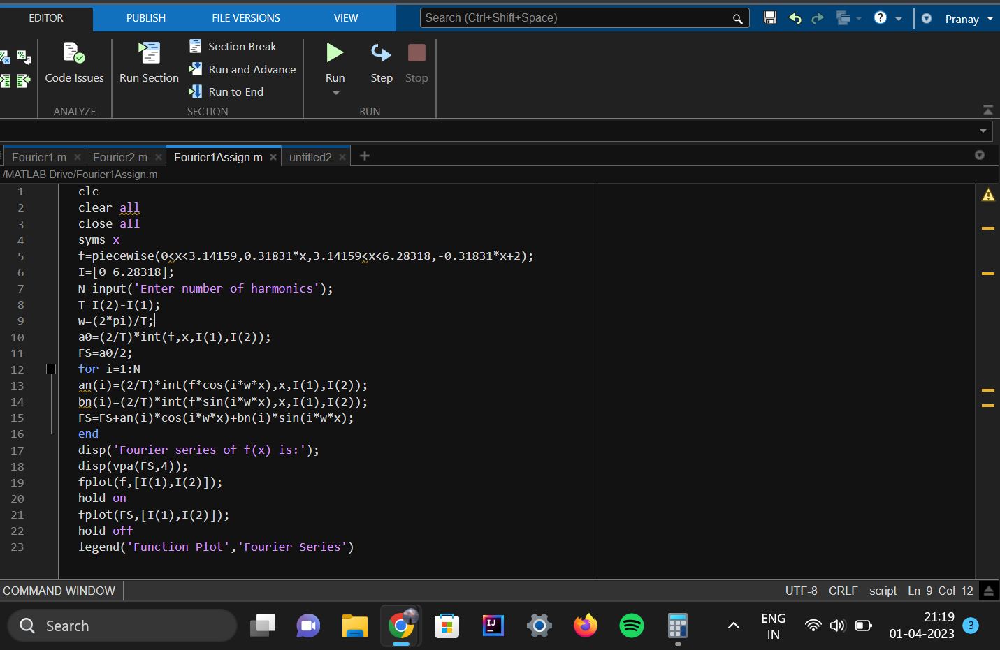 EDITOR PUBLISH FILE VERSIONS VIEW Search (Ctrl+Shift+Space) Pranay
Code Issues Run Section Section Break Run Step Stop
Run and Advance
Run to End
ANALYZE SECTION RUN
Fourier1.m Fourier2.m Fourier1Assign.m untitled2
/MATLAB Drive/Fourier1Assign.m
1 clc
2 clear all
3 close all
4 syms x
5 f=piecewise(0<x<3.14159,0.31831*x,3.14159<x<6.28318,-0.31831*x+2);
6 I=[0 6.28318];
7 N=input('Enter number of harmonics');
8 T=I(2)-I(1);
9 w=(2*pi)/T;
10 a0=(2/T)*int(f,x,I(1),I(2));
11 FS=a0/2;
12 for i=1:N
13 an(i)=(2/T)*int(f*cos(i*w*x),x,I(1),I(2));
14 bn(i)=(2/T)*int(f*sin(i*w*x),x,I(1),I(2));
15 FS=FS+an(i)*cos(i*w*x)+bn(i)*sin(i*w*x);
16 end
17 disp('Fourier series of f(x) is:');
18 disp(vpa(FS,4));
19 fplot(f,[I(1),I(2)]);
20 hold on
21 fplot(FS,[I(1),I(2)]);
22 hold off
23 legend('Function Plot','Fourier Series')
COMMAND WINDOW UTF-8 CRLF script Ln 9 Col 12
Search IJ ENG IN 21:19 01-04-2023 3